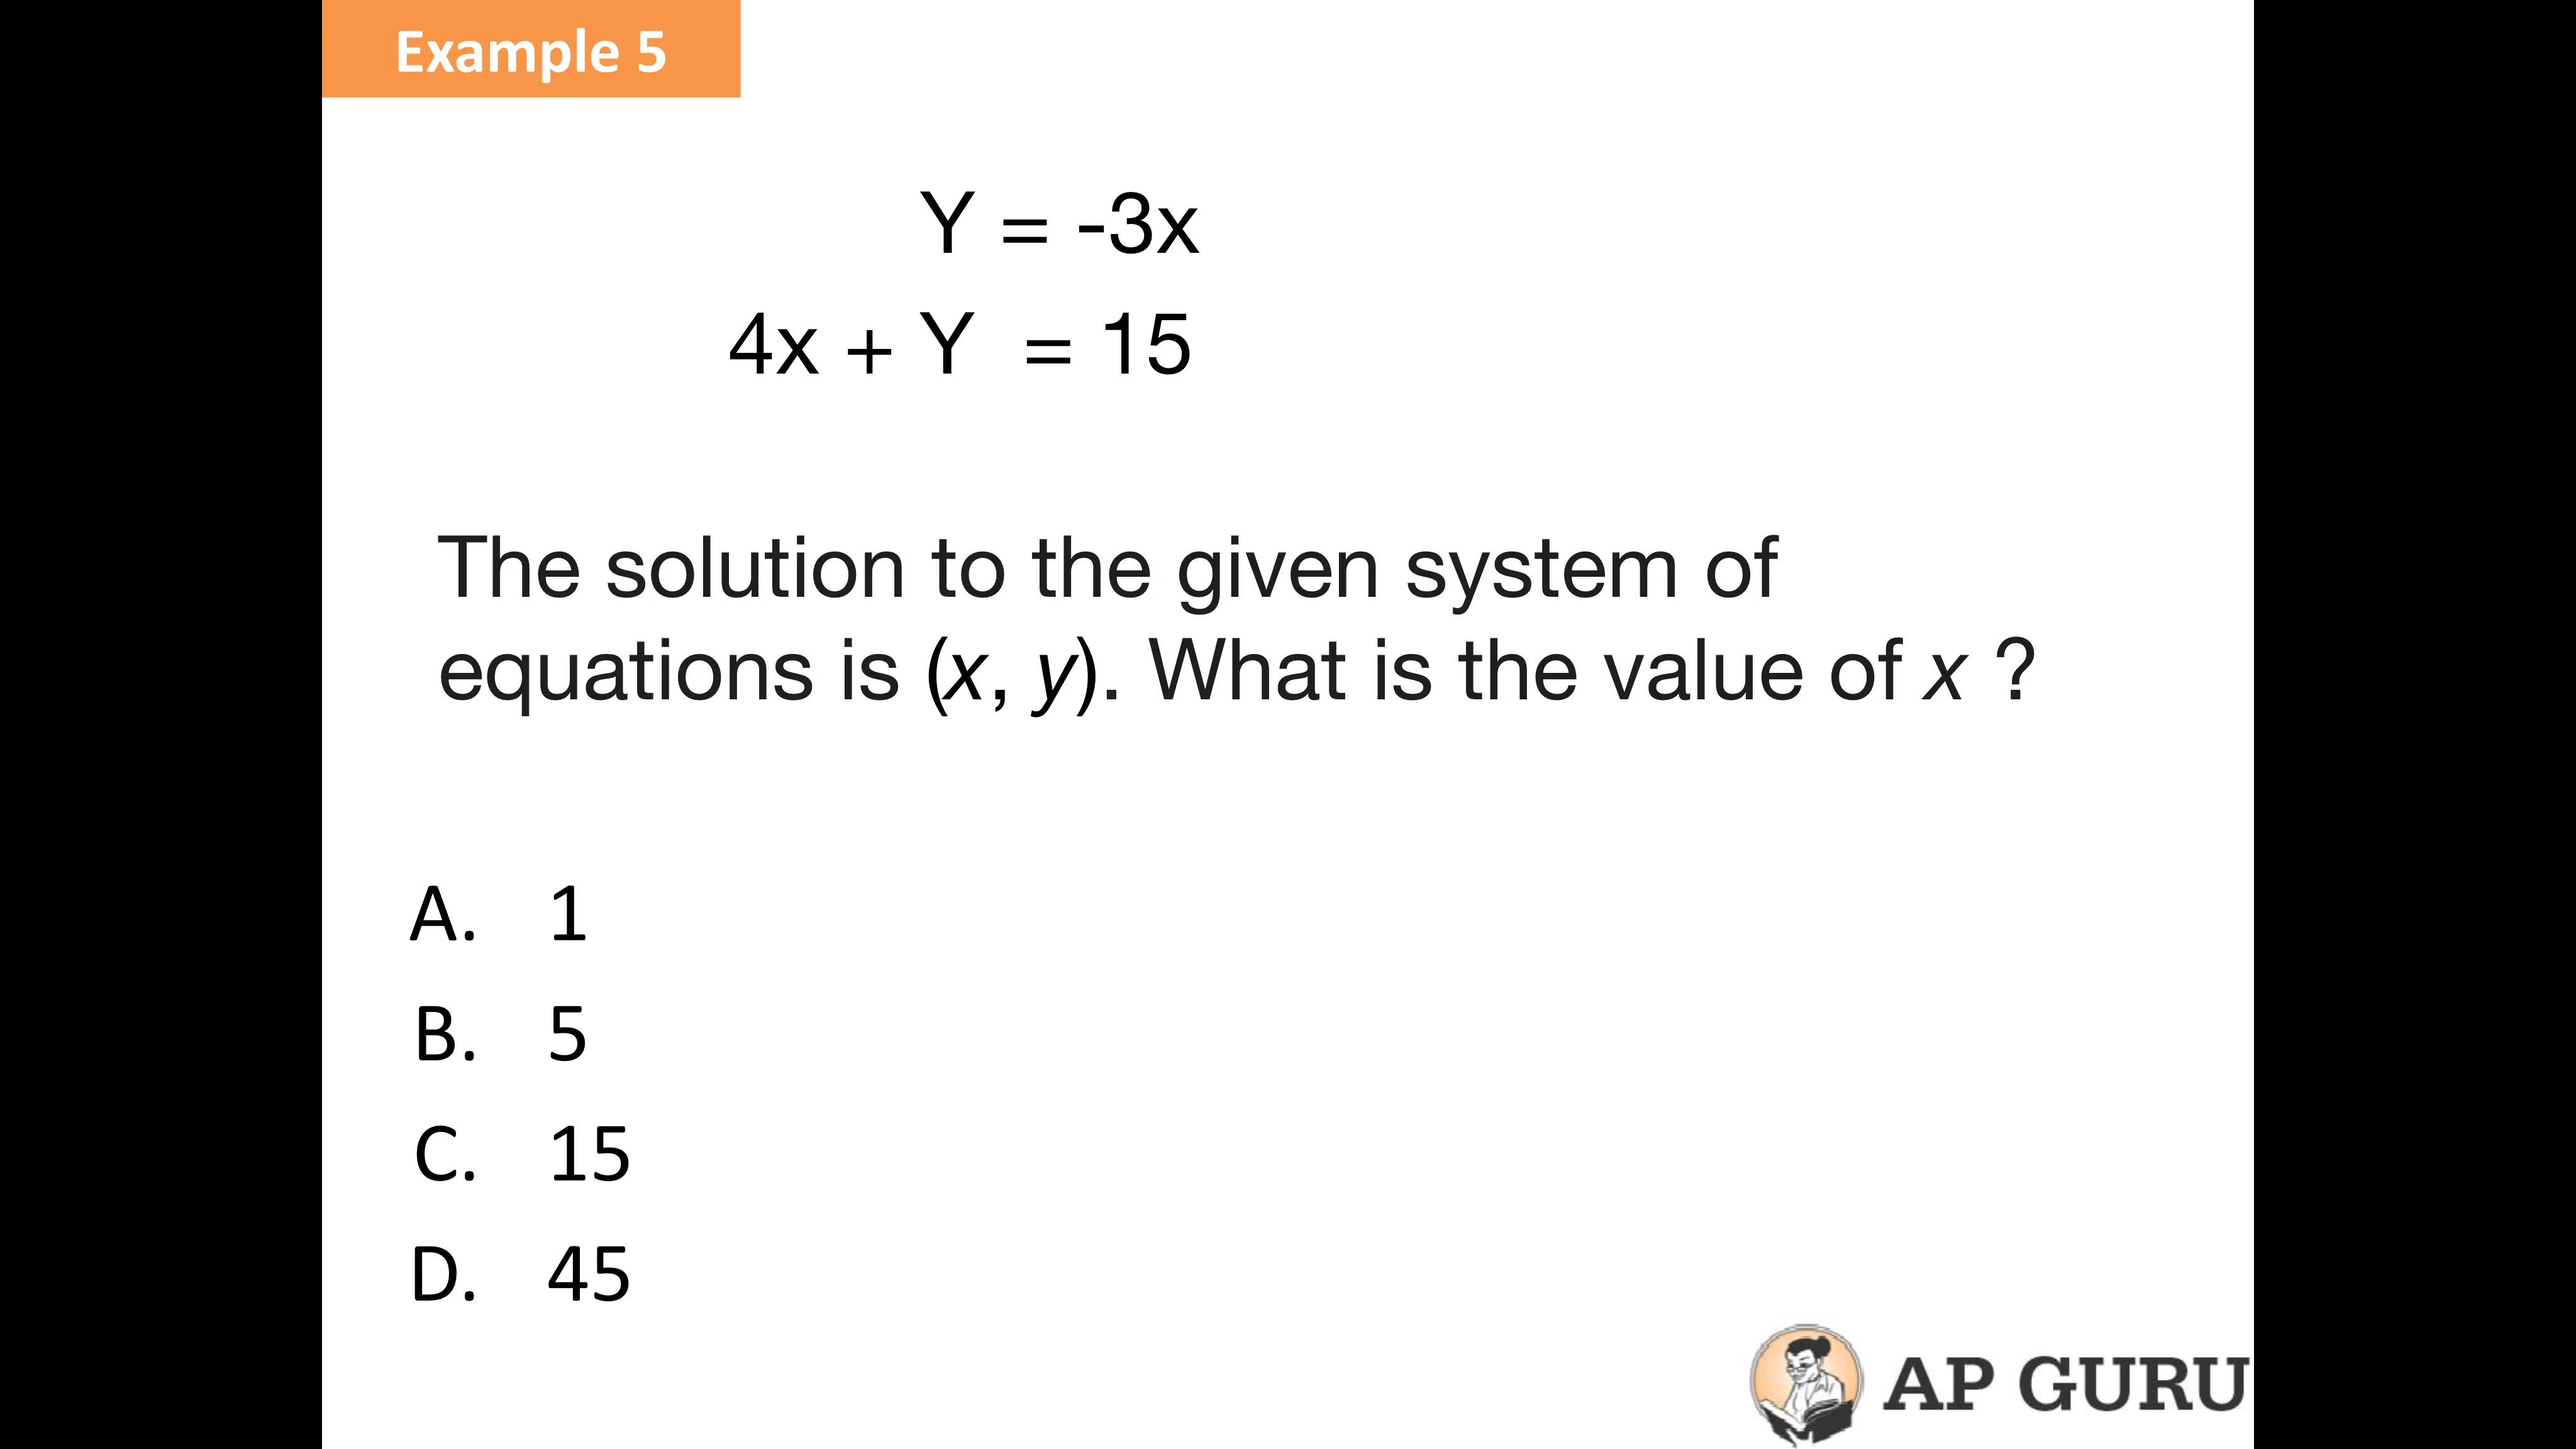 Example 5
Y = -3x
4x + Y = 15
The solution to the given system of
equations is (x, y). What is the value of x ?
A. 1
B. 5
C. 15
D. 45
AP GURU